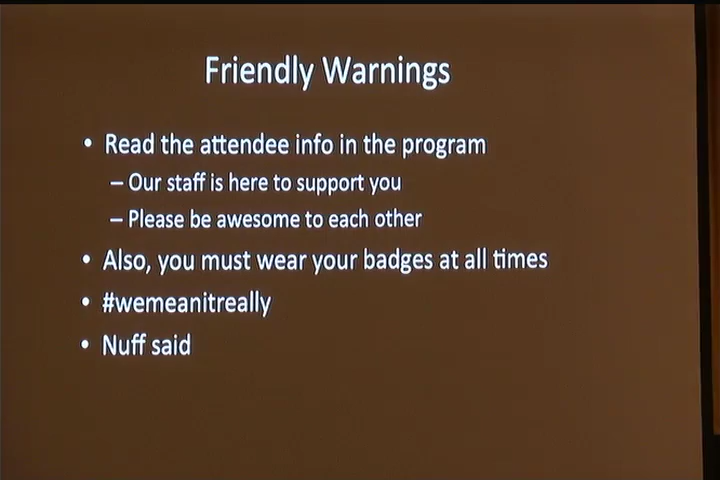 Friendly Warnings
• Read the attendee info in the program
– Our staff is here to support you
– Please be awesome to each other
• Also, you must wear your badges at all times
• #wemeanitreally
• Nuff said